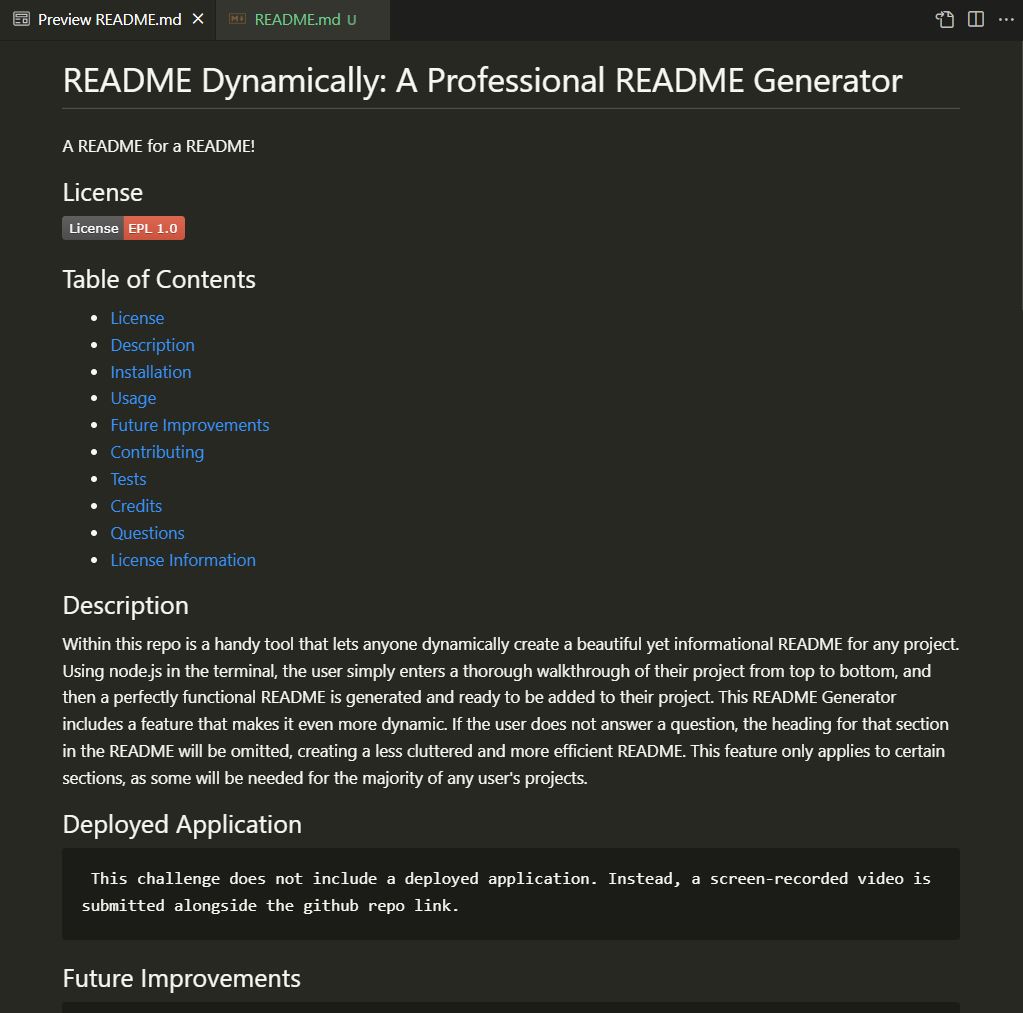 Preview README.md
README.md U
README Dynamically: A Professional README Generator
A README for a README!
License
License EPL 1.0
Table of Contents
License
Description
Installation
Usage
Future Improvements
Contributing
Tests
Credits
Questions
License Information
Description
Within this repo is a handy tool that lets anyone dynamically create a beautiful yet informational README for any project.
Using node.js in the terminal, the user simply enters a thorough walkthrough of their project from top to bottom, and
then a perfectly functional README is generated and ready to be added to their project. This README Generator
includes a feature that makes it even more dynamic. If the user does not answer a question, the heading for that section
in the README will be omitted, creating a less cluttered and more efficient README. This feature only applies to certain
sections, as some will be needed for the majority of any user's projects.
Deployed Application
This challenge does not include a deployed application. Instead, a screen-recorded video is
submitted alongside the github repo link.
Future Improvements